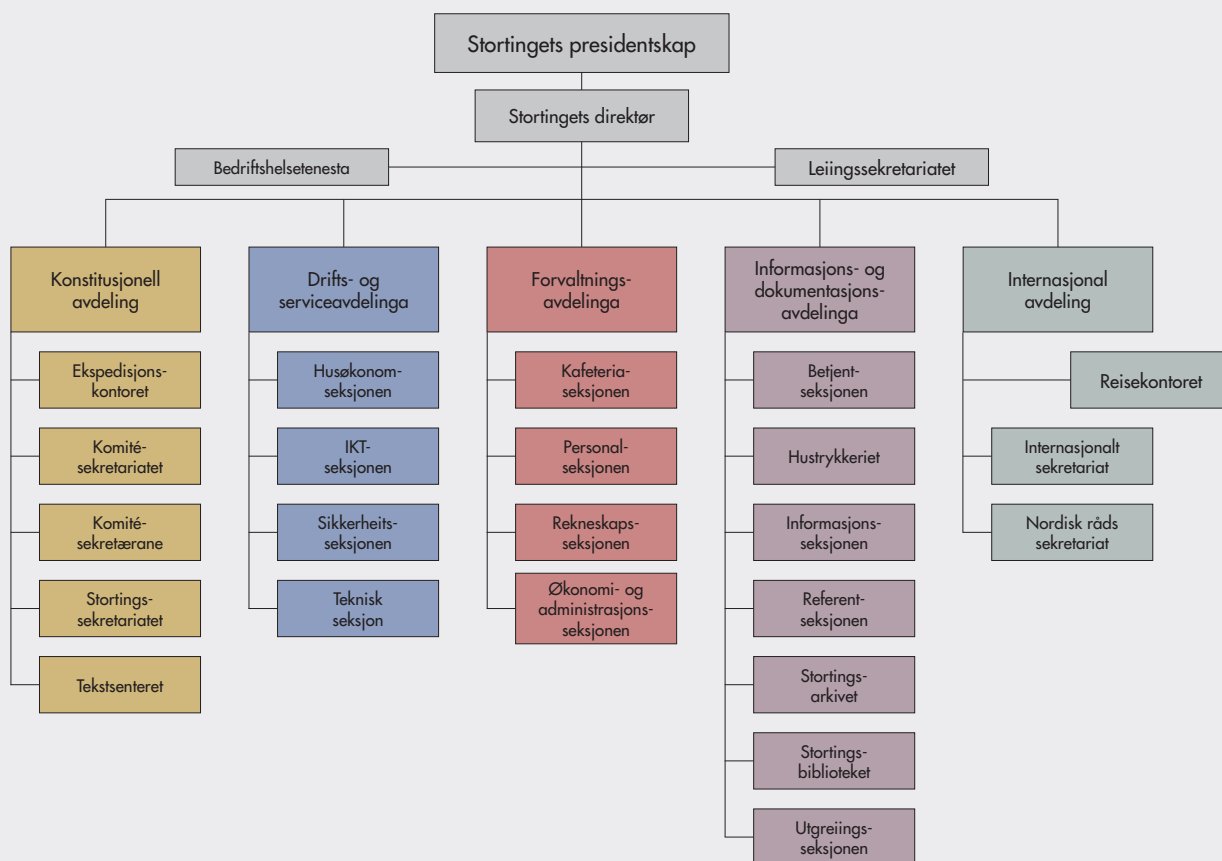 Stortingets presidentskap
Stortingets direktør
Bedriftshelsetenesta
Leiingssekretariatet
Konstitusjonell
avdeling
Ekspedisjons-
kontoret
Komité-
sekretariatet
Komité-
sekretærane
Stortings-
sekretariatet
Tekstsenteret
Drifts- og
serviceavdelinga
Husøkonom-
seksjonen
IKT-
seksjonen
Sikkerheits-
seksjonen
Teknisk
seksjon
Forvaltnings-
avdelinga
Kafeteria-
seksjonen
Personal-
seksjonen
Rekneskaps-
seksjonen
Økonomi- og
administrasjons-
seksjonen
Informasjons- og
dokumentasjons-
avdelinga
Betjent-
seksjonen
Hustrykkeriet
Informasjons-
seksjonen
Referent-
seksjonen
Stortings-
arkivet
Stortings-
biblioteket
Utgreiings-
seksjonen
Internasjonal
avdeling
Reisekontoret
Internasjonalt
sekretariat
Nordisk råds
sekretariat